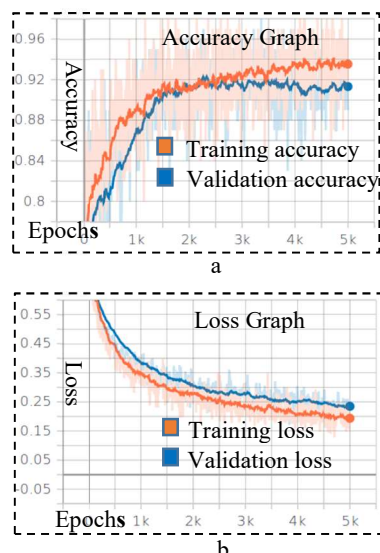 Accuracy Graph
0.96
0.92
0.88
0.84
0.8
Accuracy
Training accuracy
Validation accuracy
Epochs
0 1k 2k 3k 4k 5k
a
Loss Graph
0.55
0.45
0.35
0.25
0.15
0.05
-0.05
Loss
Training loss
Validation loss
Epochs 1k 2k 3k 4k 5k
b